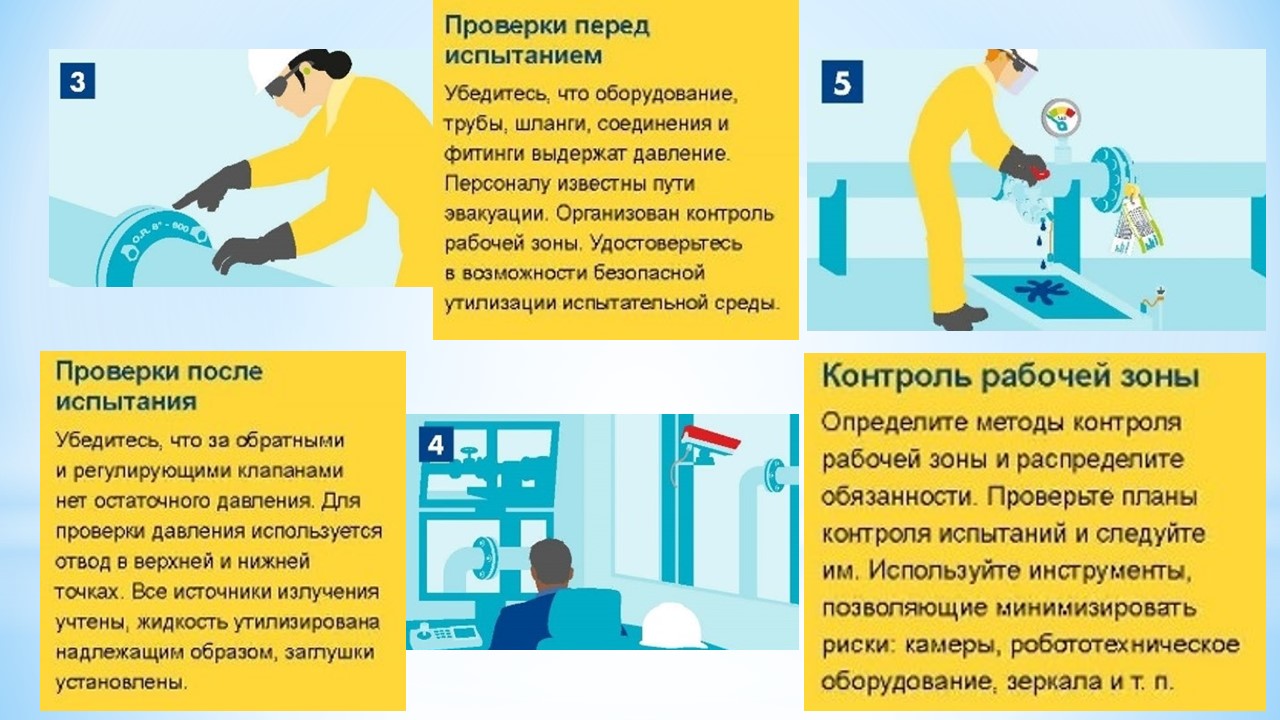 3
О.Л. 8" - 600
Проверки перед
испытанием
Убедитесь, что оборудование,
трубы, шланги, соединения и
фитинги выдержат давление.
Персоналу известны пути
эвакуации. Организован контроль
рабочей зоны. Удостоверьтесь
в возможности безопасной
утилизации испытательной среды.
5
Проверки после
испытания
Убедитесь, что за обратными
и регулирующими клапанами
нет остаточного давления. Для
проверки давления используется
отвод в верхней и нижней
точках. Все источники излучения
учтены, жидкость утилизирована
надлежащим образом, заглушки
установлены.
4
Контроль рабочей зоны
Определите методы контроля
рабочей зоны и распределите
обязанности. Проверьте планы
контроля испытаний и следуйте
им. Используйте инструменты,
позволяющие минимизировать
риски: камеры, робототехническое
оборудование, зеркала и т. п.